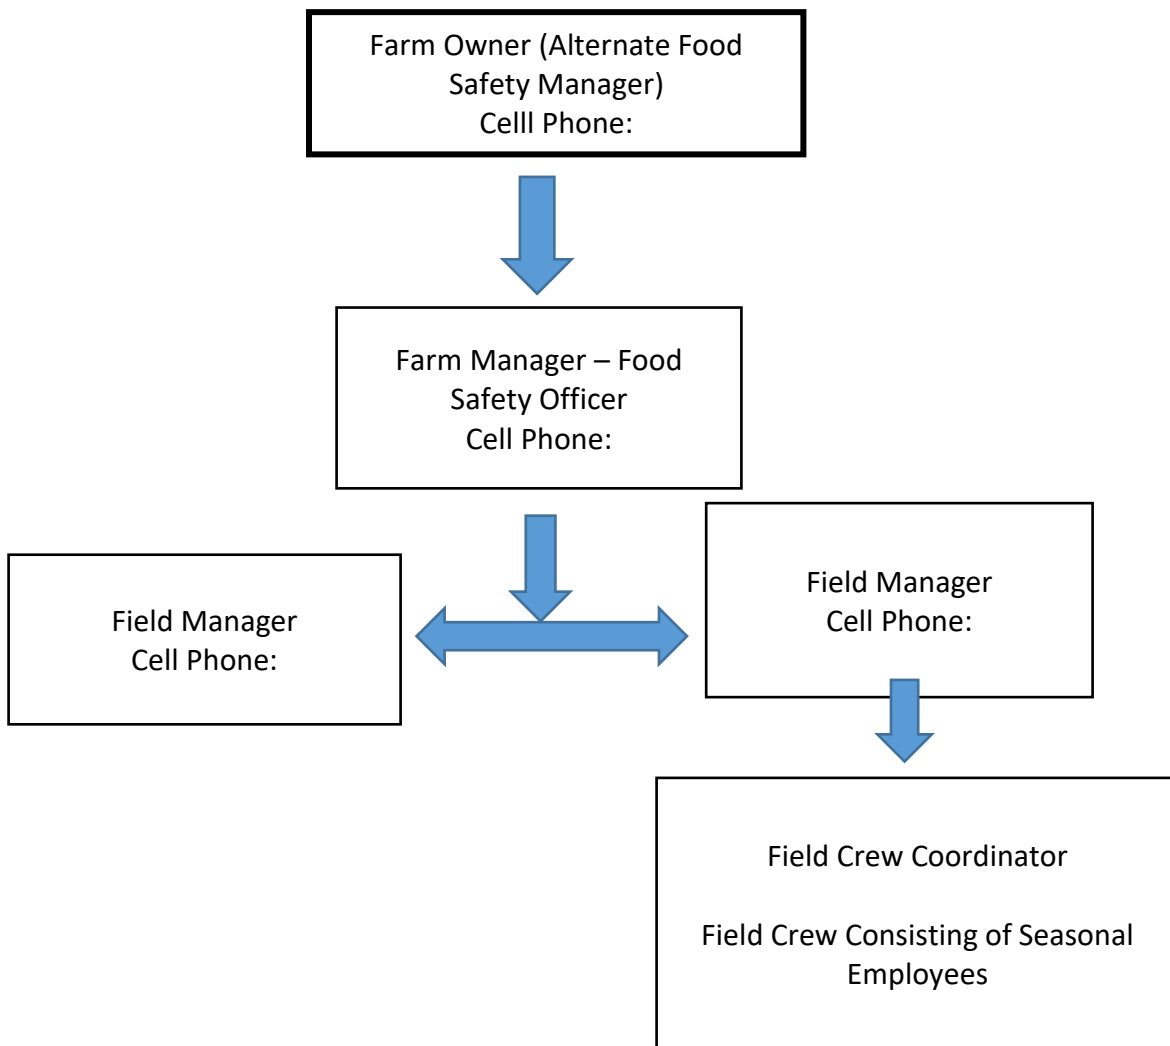 Farm Owner (Alternate Food
Safety Manager)
Celll Phone:
Farm Manager – Food
Safety Officer
Cell Phone:
Field Manager
Cell Phone:
Field Manager
Cell Phone:
Field Crew Coordinator
Field Crew Consisting of Seasonal
Employees